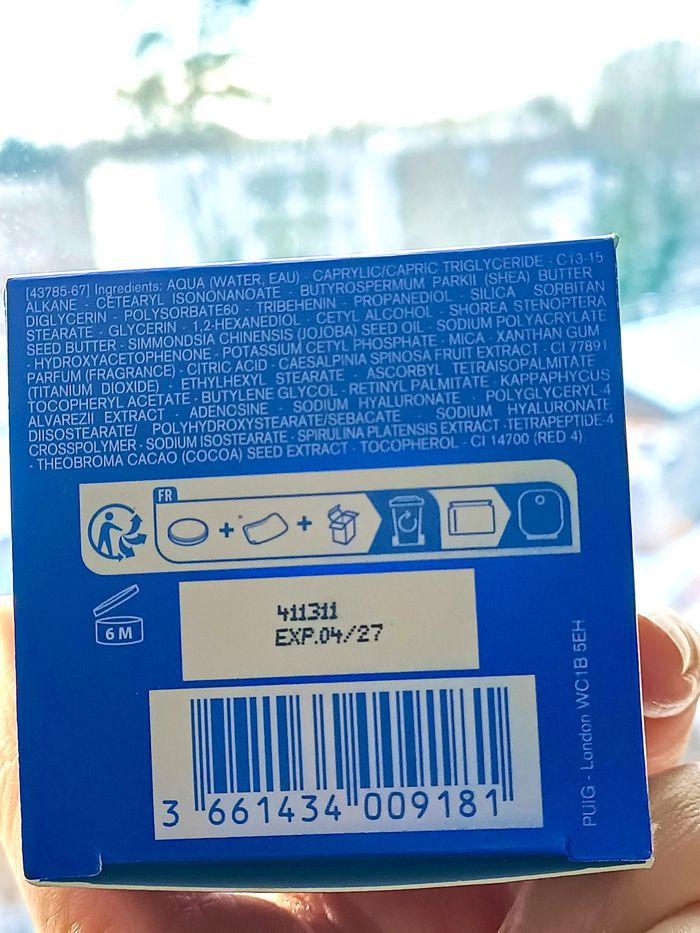 [43785-67] Ingredients: AQUA (WATER, EAU) - CAPRYLIC/CAPRIC TRIGLYCERIDE - C13-15
ALKANE - CETEARYL ISONONANOATE - BUTYROSPERMUM PARKII (SHEA) BUTTER
DIGLYCERIN - POLYSORBATE60 - TRIBEHENIN - PROPANEDIOL - SILICA - SORBITAN
STEARATE - GLYCERIN - 1,2-HEXANEDIOL - CETYL ALCOHOL - SHOREA STENOPTERA
SEED BUTTER - SIMMONDSIA CHINENSIS (JOJOBA) SEED OIL - SODIUM POLYACRYLATE
- HYDROXYACETOPHENONE - POTASSIUM CETYL PHOSPHATE - MICA - XANTHAN GUM
PARFUM (FRAGRANCE) - CITRIC ACID - CAESALPINIA SPINOSA FRUIT EXTRACT - CI 77891
(TITANIUM DIOXIDE) - ETHYLHEXYL STEARATE - ASCORBYL TETRAISOPALMITATE
TOCOPHERYL ACETATE - BUTYLENE GLYCOL - RETINYL PALMITATE - KAPPAPHYCUS
ALVAREZII EXTRACT - ADENOSINE - SODIUM HYALURONATE - POLYGLYCERYL-4
DIISOSTEARATE/ POLYHYDROXYSTEARATE/SEBACATE - SODIUM HYALURONATE
CROSSPOLYMER - SODIUM ISOSTEARATE - SPIRULINA PLATENSIS EXTRACT - TETRAPEPTIDE-4
- THEOBROMA CACAO (COCOA) SEED EXTRACT - TOCOPHEROL - CI 14700 (RED 4)
FR
6 M
411311
EXP.04/27
3 661434 009181
PUIG - London WC1B 5EH